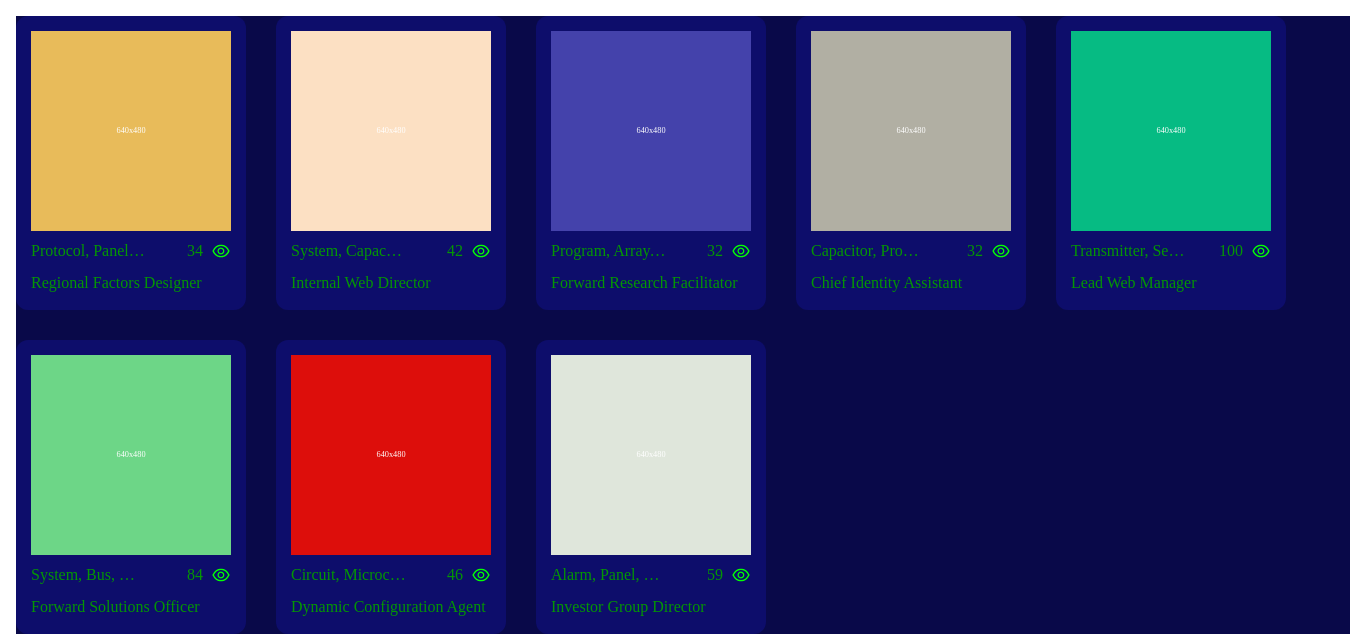 640x480 640x480 640x480 640x480 640x480
Protocol, Panel… 34 System, Capac… 42 Program, Array… 32 Capacitor, Pro… 32 Transmitter, Se… 100
Regional Factors Designer Internal Web Director Forward Research Facilitator Chief Identity Assistant Lead Web Manager
640x480 640x480 640x480
System, Bus, … 84 Circuit, Microc… 46 Alarm, Panel, … 59
Forward Solutions Officer Dynamic Configuration Agent Investor Group Director